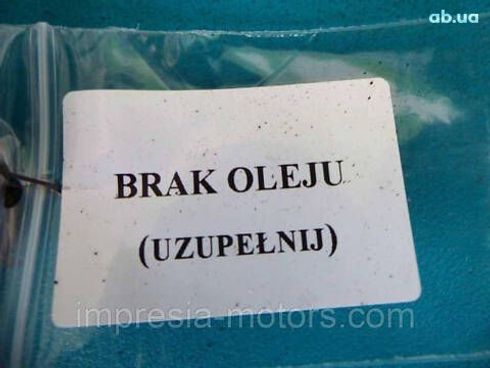 ab.ua
BRAK OLEJU
(UZUPEŁNIJ)
impresia-motors.com